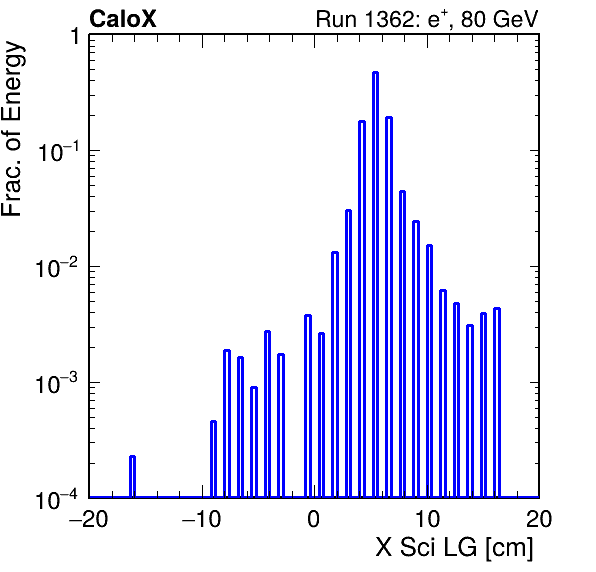 CaloX Run 1362: e⁺, 80 GeV
Frac. of Energy
1
10⁻¹
10⁻²
10⁻³
10⁻⁴
−20 −10 0 10 20
X Sci LG [cm]